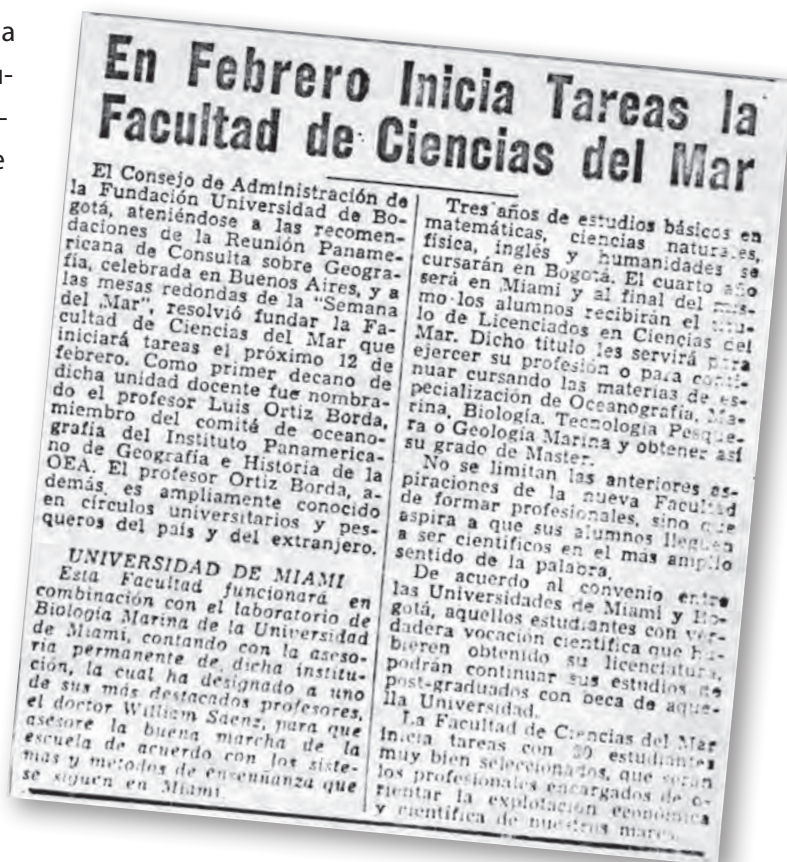 a
u-
–
e
En Febrero Inicia Tareas la
Facultad de Ciencias del Mar
El Consejo de Administración de
la Fundación Universidad de Bo-
gotá, ateniéndose a las recomen-
daciones de la Reunión Paname-
ricana de Consulta sobre Geogra-
fía, celebrada en Buenos Aires, y a
las mesas redondas de la "Semana
del Mar", resolvió fundar la Fa-
cultad de Ciencias del Mar que
iniciará tareas el próximo 12 de
febrero. Como primer decano de
dicha unidad docente fue nombra-
do el profesor Luis Ortiz Borda,
miembro del comité de oceano-
grafía del Instituto Panamerica-
no de Geografía e Historia de la
OEA. El profesor Ortiz Borda, a-
demás, es ampliamente conocido
en círculos universitarios y pes-
queros del país y del extranjero.
UNIVERSIDAD DE MIAMI
Esta Facultad funcionará en
combinación con el laboratorio de
Biología Marina de la Universidad
de Miami, contando con la aseso-
ría permanente de dicha institu-
ción, la cual ha designado a uno
de sus más destacados profesores,
el doctor William Saenz, para que
asesore la buena marcha de la
escuela de acuerdo con los siste-
mas y métodos de enseñanza que
se siguen en Miami.
Tres años de estudios básicos en
matemáticas, ciencias naturales,
física, inglés y humanidades se
cursarán en Bogotá. El cuarto año
será en Miami y al final del mis-
mo los alumnos recibirán el títu-
lo de Licenciados en Ciencias del
Mar. Dicho título les servirá para
ejercer su profesión o para conti-
nuar cursando las materias de es-
pecialización de Oceanografía, Ma-
rina, Biología, Tecnología Pesque-
ra o Geología Marina y obtener así
su grado de Master.
No se limitan las anteriores as-
piraciones de la nueva Facultad
de formar profesionales, sino que
aspira a que sus alumnos lleguen
a ser científicos en el más amplio
sentido de la palabra.
De acuerdo al convenio entre
las Universidades de Miami y Bo-
gotá, aquellos estudiantes con ver-
dadera vocación científica que hu-
bieren obtenido su licenciatura,
podrán continuar sus estudios de
post-graduados con beca de aque-
lla Universidad.
La Facultad de Ciencias del Mar
inicia tareas con 30 estudiantes
muy bien seleccionados, que serán
los profesionales encargados de o-
rientar la explotación económica
y científica de nuestros mares.